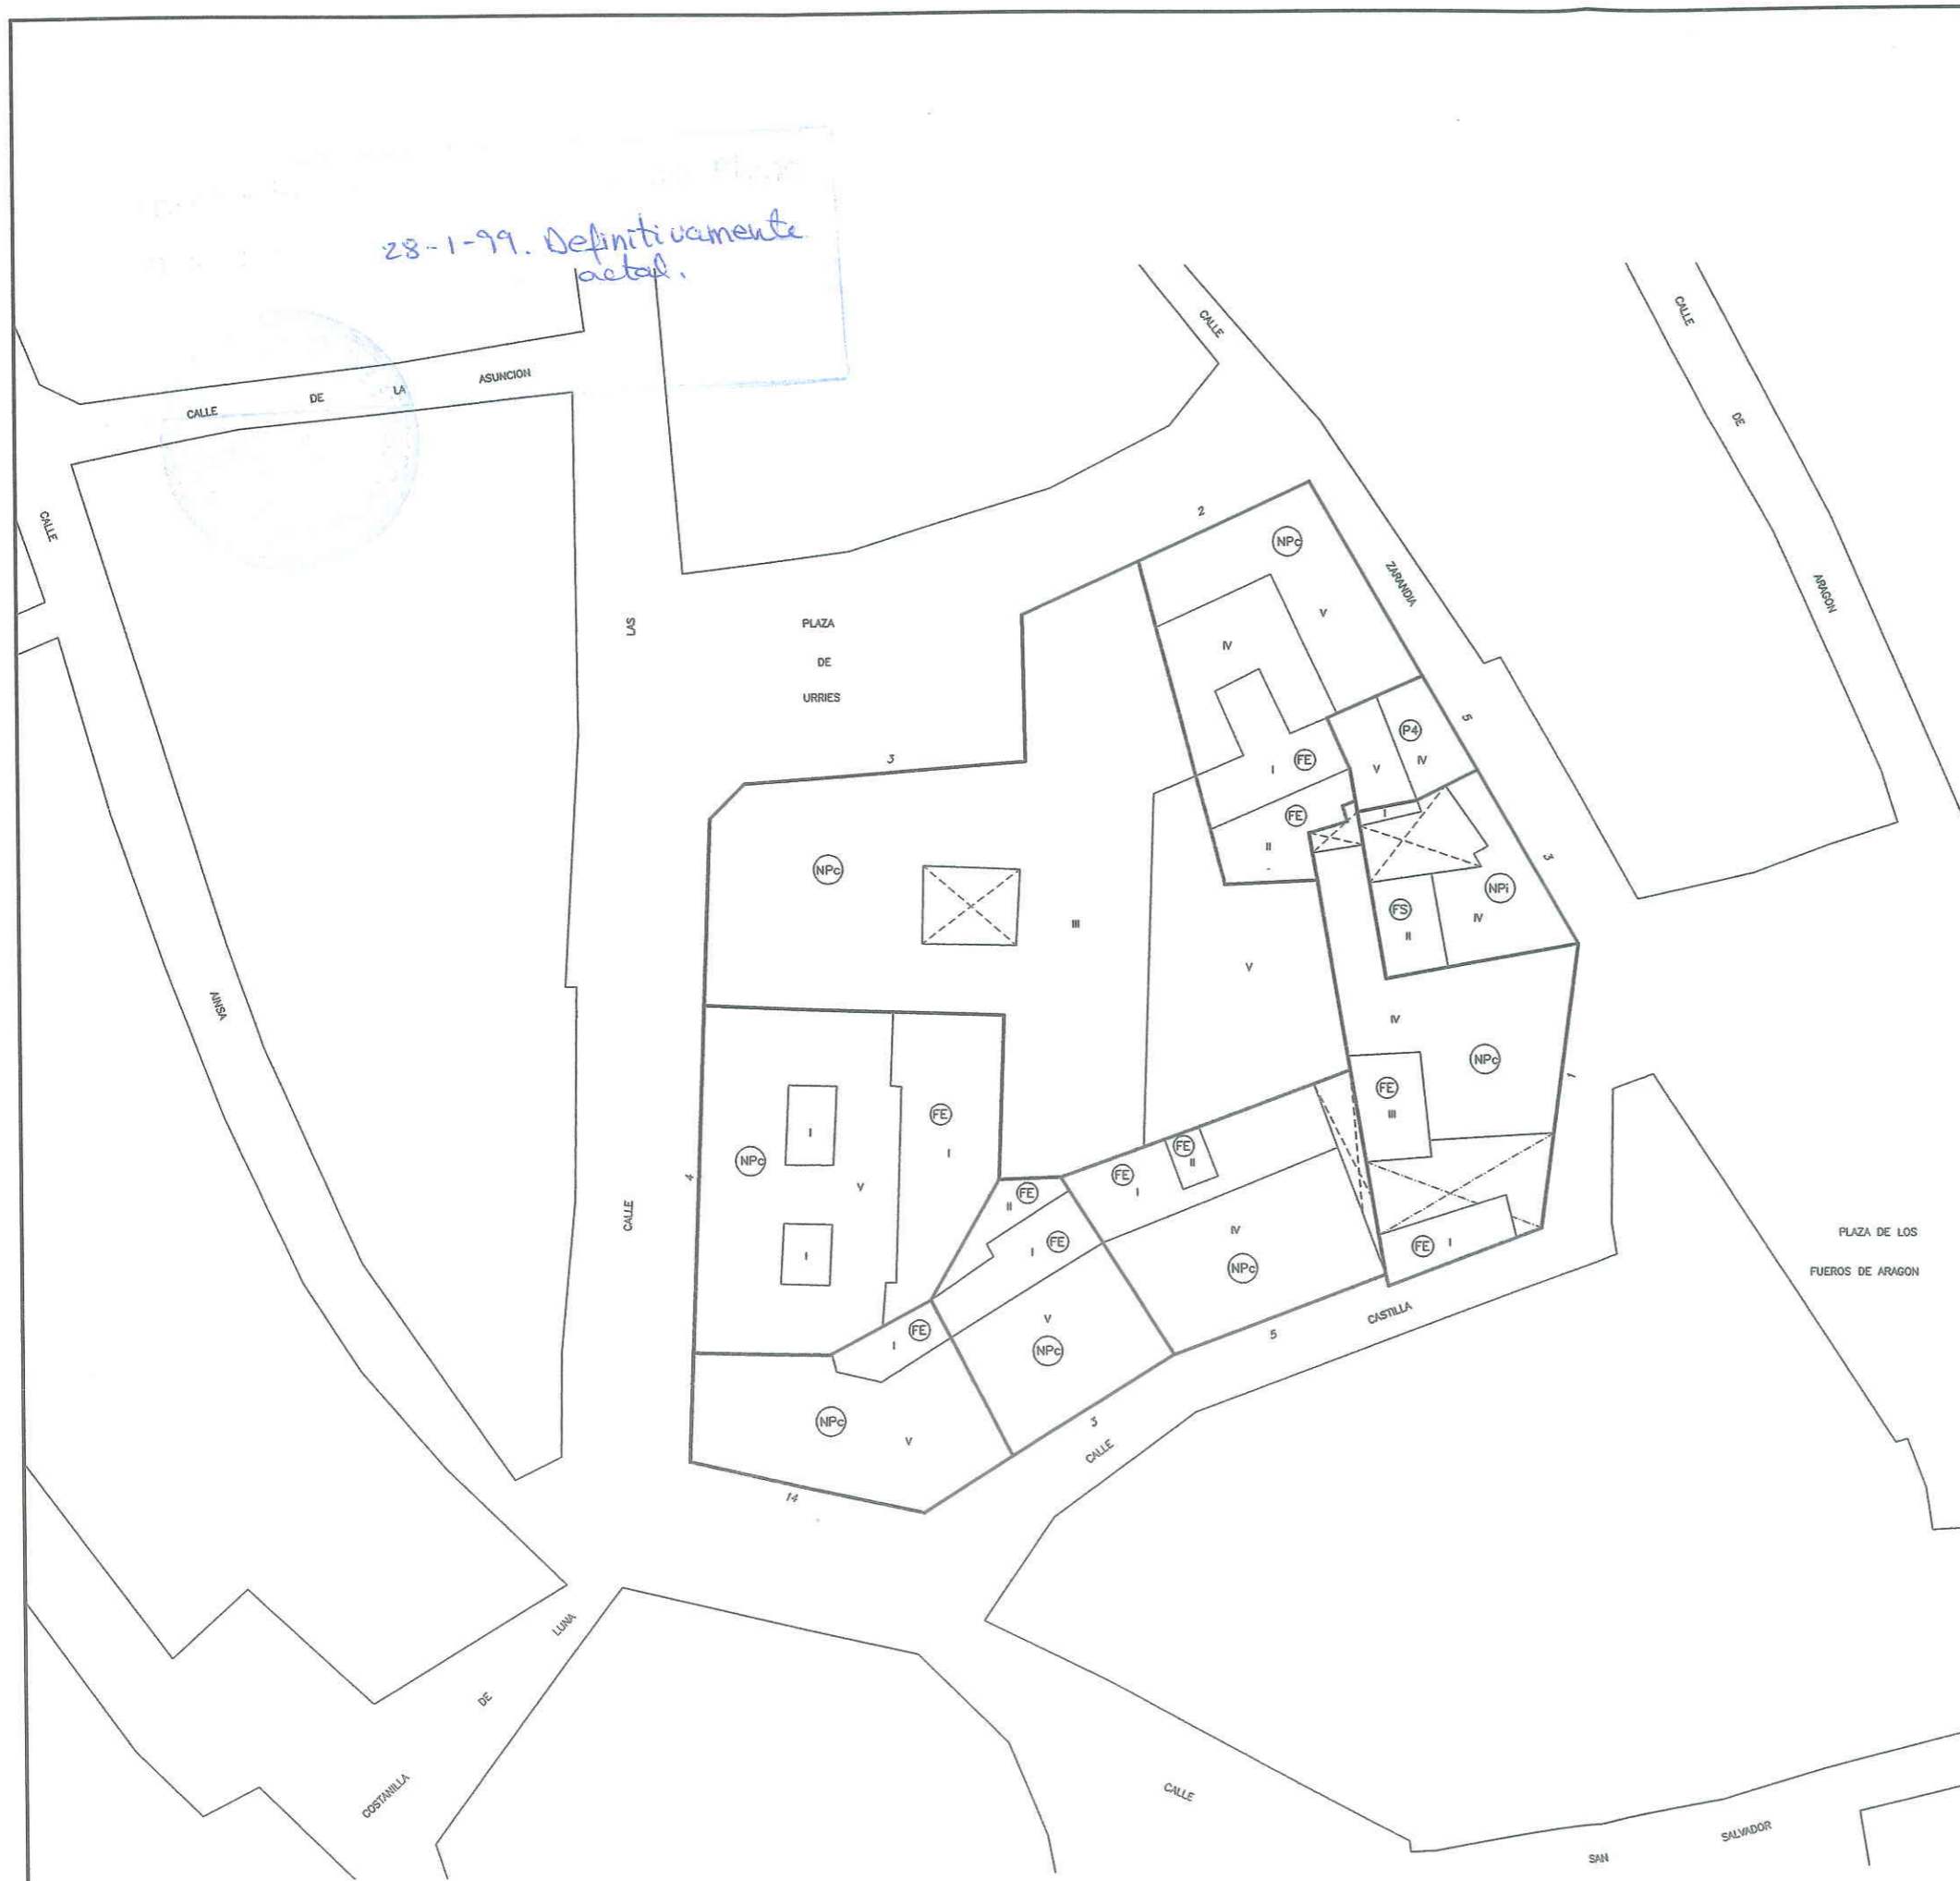 28-1-99. Definitivamente
CALLE DE LA ASUNCION
CALLE
AINSA
LAS
CALLE
PLAZA
DE
URRIES
CALLE
ZARANDIA
CALLE
DE
ARAGON
2
NPc
V
IV
5
P4
IV
V
I
FE
FE
II
I
3
3
NPc
III
V
NPi
IV
FS
II
IV
NPc
1
FE
III
FE
I
4
NPc
I
V
I
FE
I
FE
II
I
FE
FE
I
FE
II
IV
NPc
V
NPc
I
FE
NPc
V
14
3
CALLE
5
CASTILLA
PLAZA DE LOS
FUEROS DE ARAGON
LUNA
DE
COSTANILLA
CALLE
SAN
SALVADOR